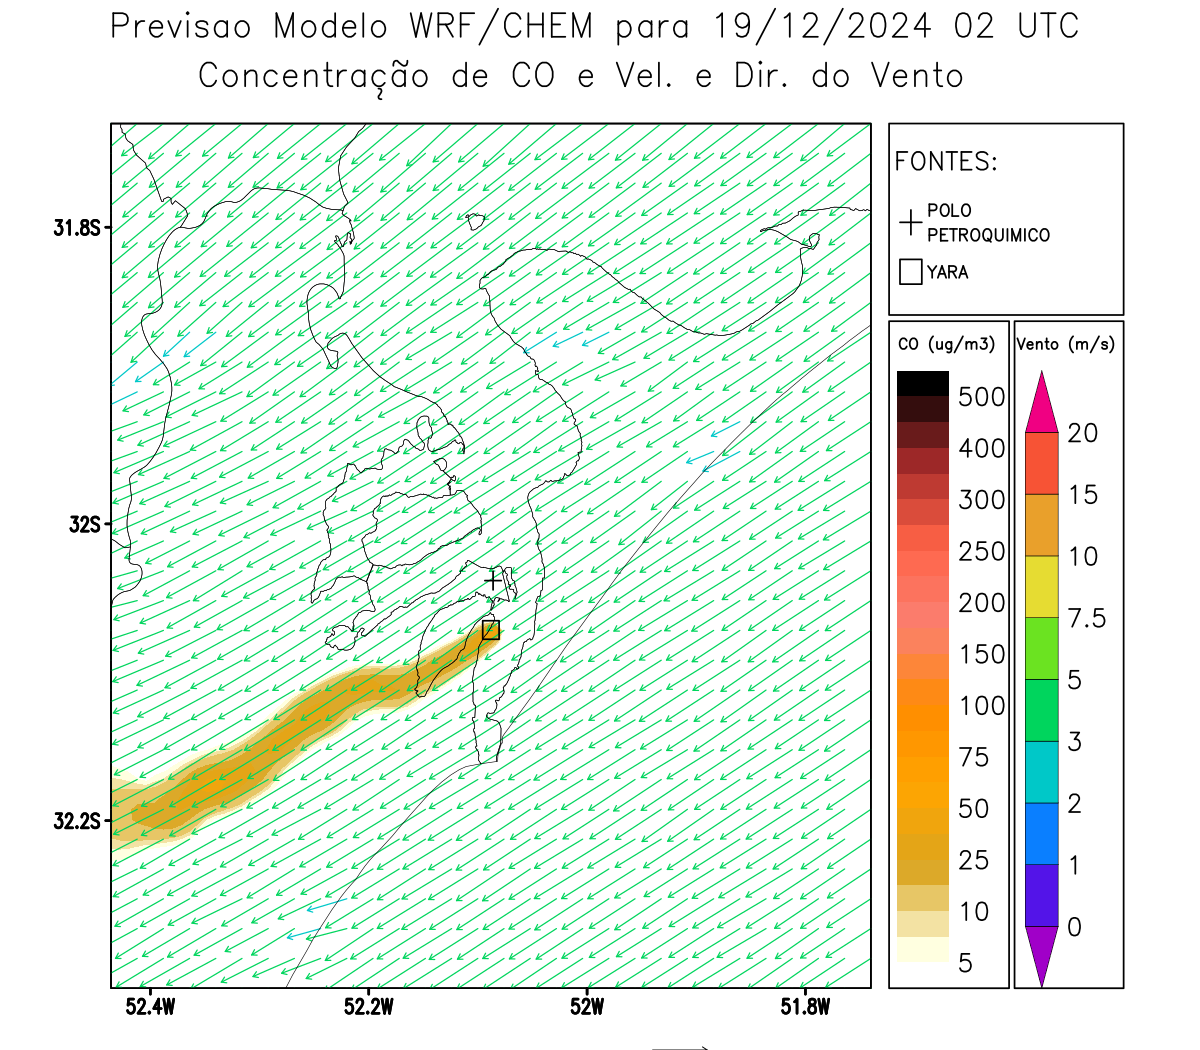 Previsao Modelo WRF/CHEM para 19/12/2024 02 UTC
Concentração de CO e Vel. e Dir. do Vento
FONTES:
POLO
PETROQUIMICO
YARA
CO (ug/m3)
500
400
300
250
200
150
100
75
50
25
10
5
Vento (m/s)
20
15
10
7.5
5
3
2
1
0
31.8S
32S
32.2S
52.4W
52.2W
52W
51.8W